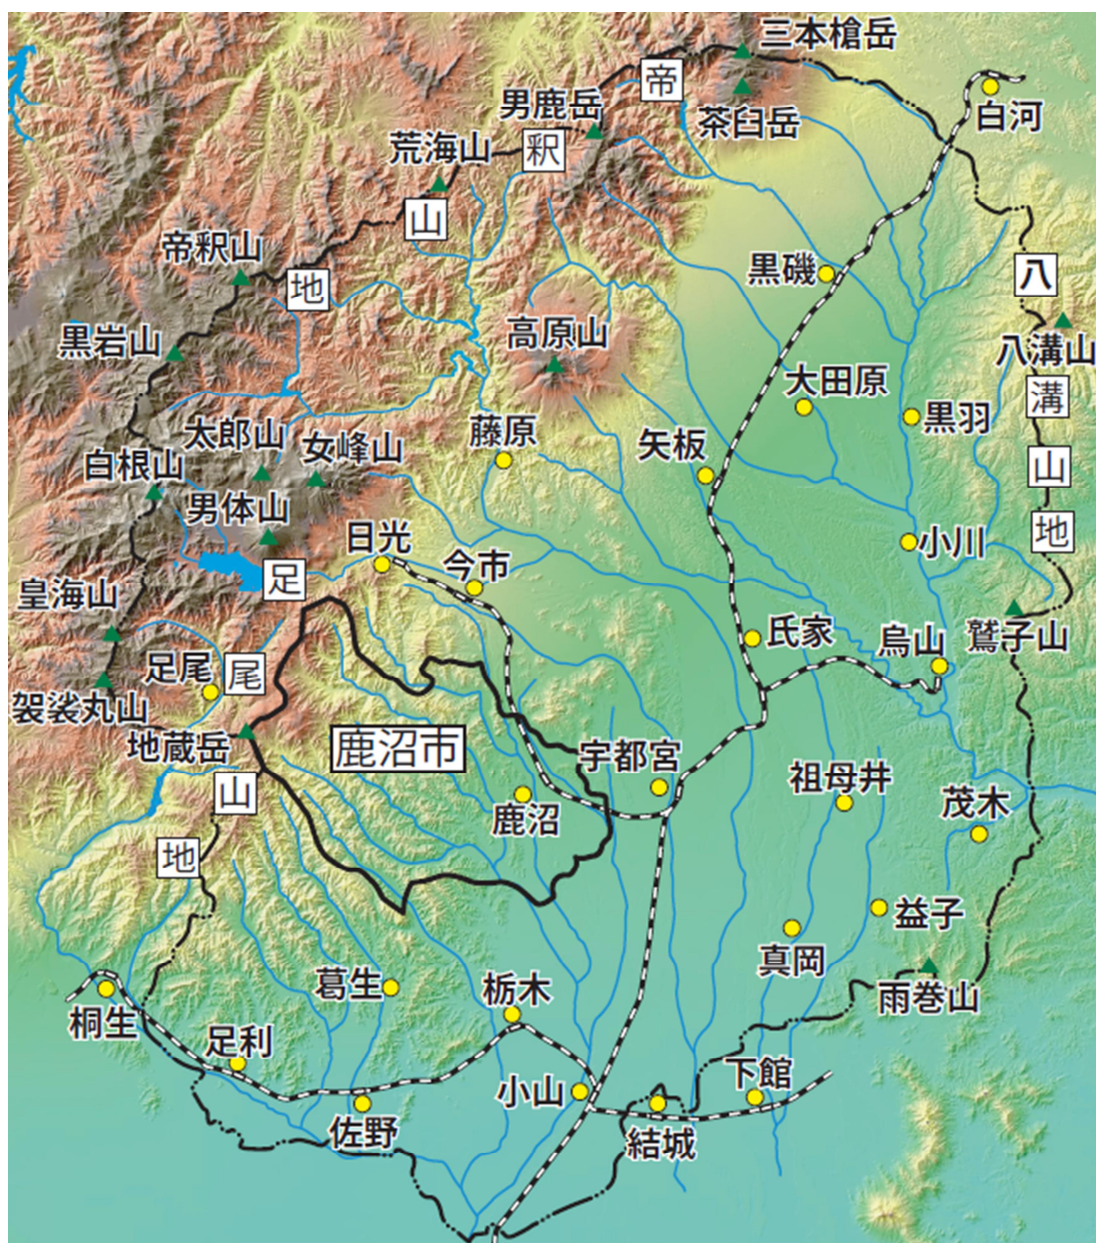 三本槍岳
帝
男鹿岳
茶臼岳
白河
荒海山
釈
山
帝釈山
地
黒磯
八
黒岩山
高原山
八溝山
大田原
溝
黒羽
太郎山
女峰山
藤原
矢板
白根山
山
男体山
地
日光
今市
小川
足
皇海山
氏家
烏山
鷲子山
足尾
尾
袈裟丸山
地蔵岳
鹿沼市
宇都宮
祖母井
山
鹿沼
茂木
地
益子
真岡
葛生
栃木
雨巻山
桐生
足利
下館
小山
佐野
結城